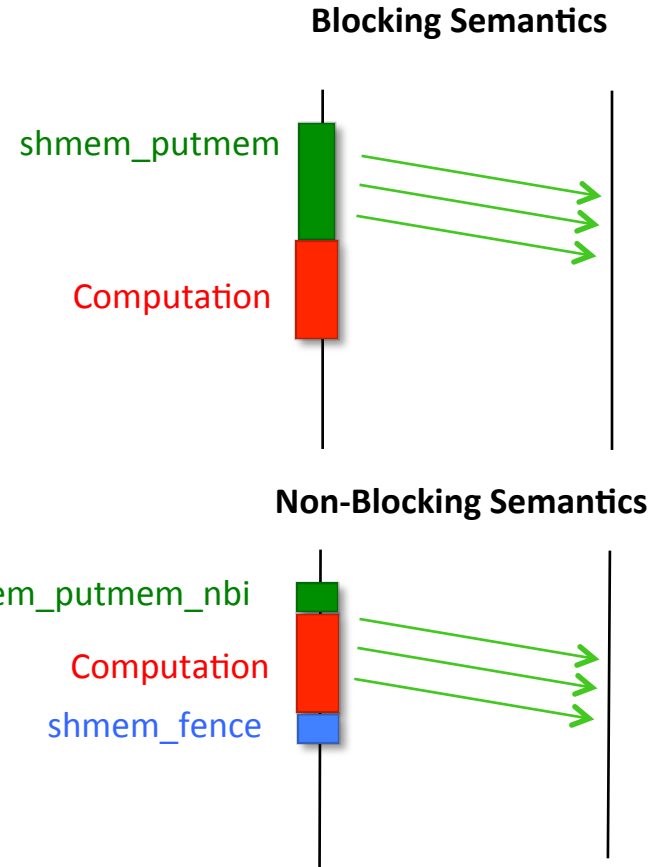 Blocking Semantics
shmem_putmem
Computation
Non-Blocking Semantics
em_putmem_nbi
Computation
shmem_fence